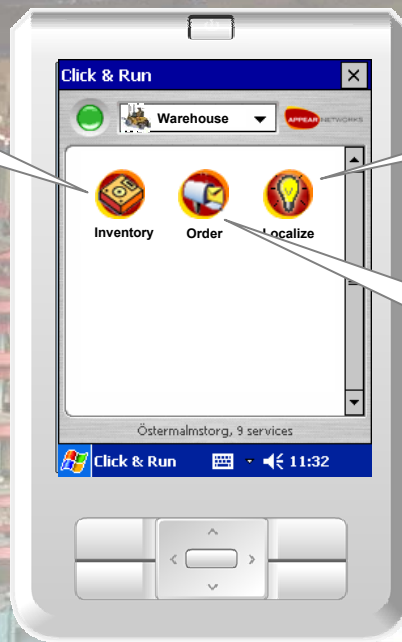 Click & Run
Warehouse
APPEAR NETWORKS
Inventory Order Localize
Östermalmstorg, 9 services
Click & Run 11:32